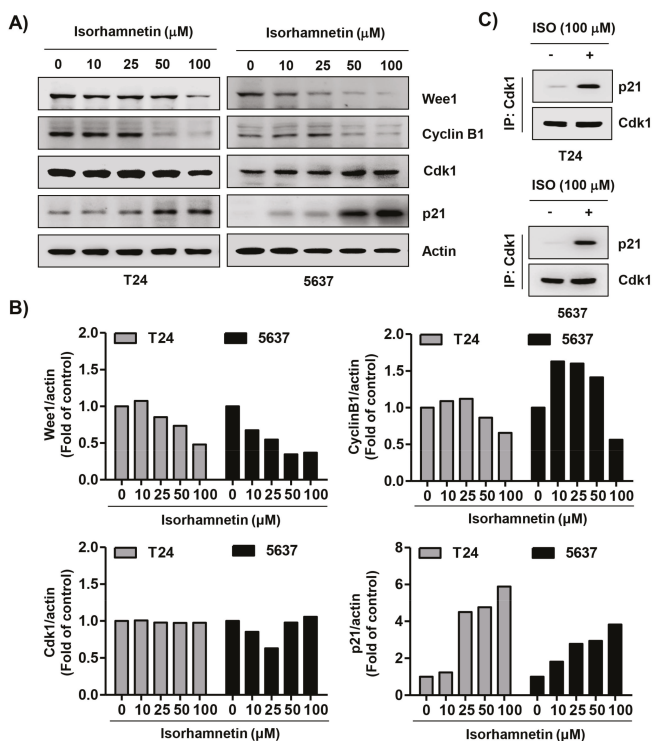 A)
Isorhamnetin (μM)
0 10 25 50 100
Isorhamnetin (μM)
0 10 25 50 100
Wee1
Cyclin B1
Cdk1
p21
Actin
T24
5637
C)
ISO (100 μM)
- +
IP: Cdk1
p21
Cdk1
T24
ISO (100 μM)
- +
IP: Cdk1
p21
Cdk1
5637
B)
Wee1/actin
(Fold of control)
2.0
1.5
1.0
0.5
0.0
T24
5637
0 10 25 50 100 0 10 25 50 100
Isorhamnetin (μM)
CyclinB1/actin
(Fold of control)
2.0
1.5
1.0
0.5
0.0
T24
5637
0 10 25 50 100 0 10 25 50 100
Isorhamnetin (μM)
Cdk1/actin
(Fold of control)
2.0
1.5
1.0
0.5
0.0
T24
5637
0 10 25 50 100 0 10 25 50 100
Isorhamnetin (μM)
p21/actin
(Fold of control)
8
6
4
2
0
T24
5637
0 10 25 50 100 0 10 25 50 100
Isorhamnetin (μM)